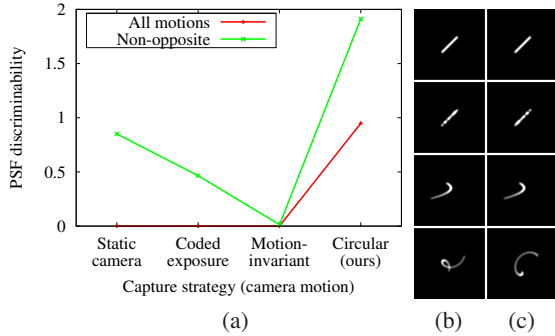 2
1.5
1
0.5
0
PSF discriminability
All motions
Non-opposite
Static
camera
Coded
exposure
Motion-
invariant
Circular
(ours)
Capture strategy (camera motion)
(a)
(b)
(c)